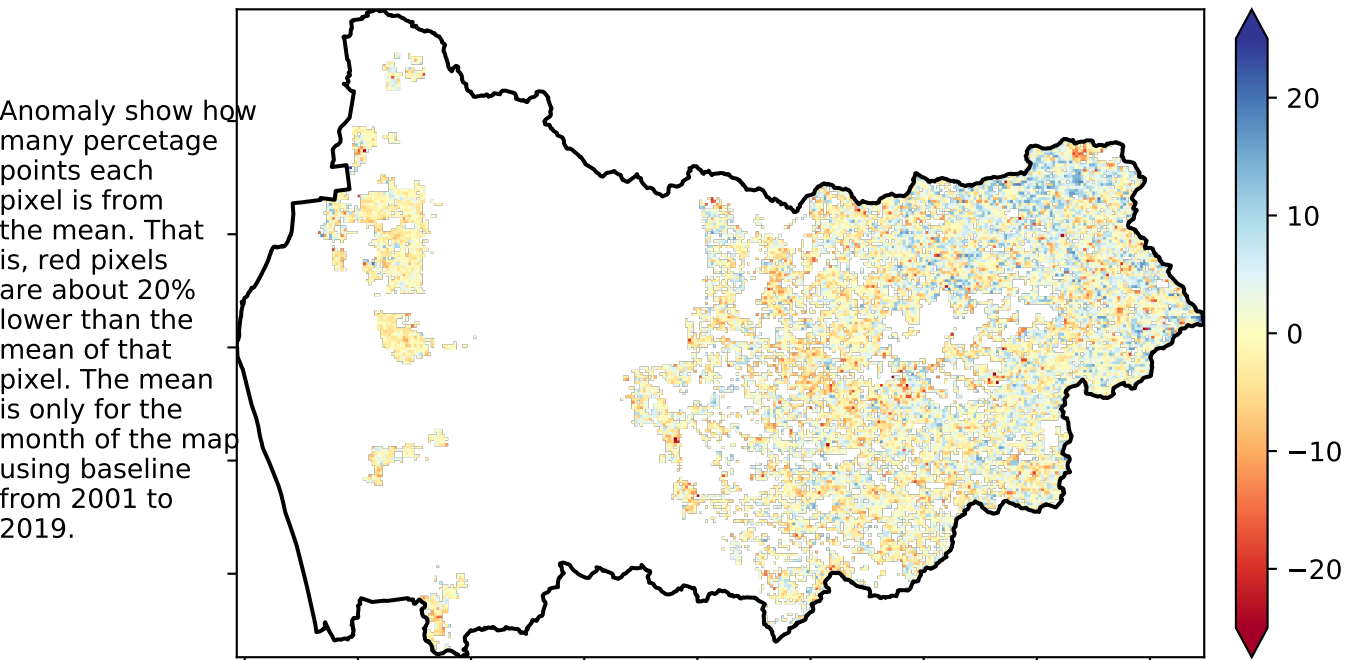 Anomaly show how
many percetage
points each
pixel is from
the mean. That
is, red pixels
are about 20%
lower than the
mean of that
pixel. The mean
is only for the
month of the map
using baseline
from 2001 to
2019.
20
10
0
−10
−20